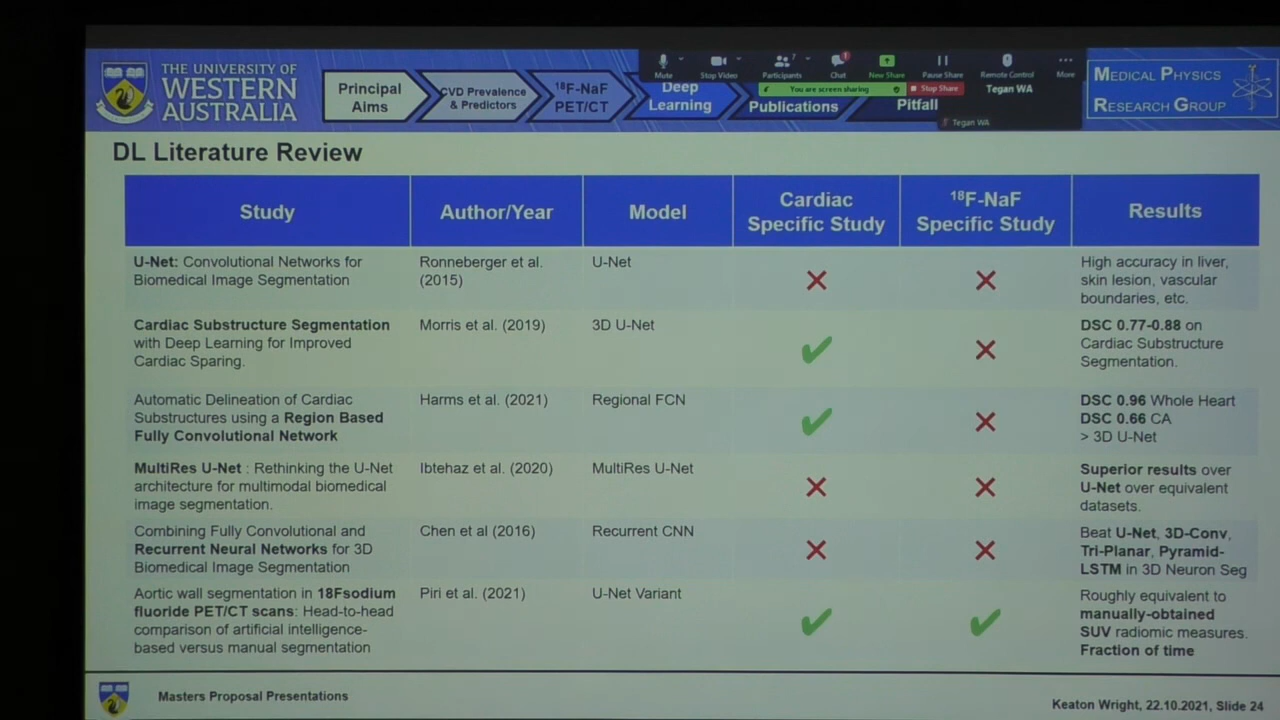 THE UNIVERSITY OF
WESTERN
AUSTRALIA
Principal
Aims
CVD Prevalence
& Predictors
18F-NaF
PET/CT
Deep
Learning
Publications
Pitfall
Mute
Stop Video
Participants
7
Chat
1
New Share
Pause Share
Remote Control
More
Tegan WA
You are screen sharing
Stop Share
Tegan WA
MEDICAL PHYSICS
RESEARCH GROUP
DL Literature Review
Study
Author/Year
Model
Cardiac
Specific Study
18F-NaF
Specific Study
Results
U-Net: Convolutional Networks for
Biomedical Image Segmentation
Ronneberger et al.
(2015)
U-Net
High accuracy in liver,
skin lesion, vascular
boundaries, etc.
Cardiac Substructure Segmentation
with Deep Learning for Improved
Cardiac Sparing.
Morris et al. (2019)
3D U-Net
DSC 0.77-0.88 on
Cardiac Substructure
Segmentation.
Automatic Delineation of Cardiac
Substructures using a Region Based
Fully Convolutional Network
Harms et al. (2021)
Regional FCN
DSC 0.96 Whole Heart
DSC 0.66 CA
> 3D U-Net
MultiRes U-Net : Rethinking the U-Net
architecture for multimodal biomedical
image segmentation.
Ibtehaz et al. (2020)
MultiRes U-Net
Superior results over
U-Net over equivalent
datasets.
Combining Fully Convolutional and
Recurrent Neural Networks for 3D
Biomedical Image Segmentation
Chen et al (2016)
Recurrent CNN
Beat U-Net, 3D-Conv,
Tri-Planar, Pyramid-
LSTM in 3D Neuron Seg
Aortic wall segmentation in 18Fsodium
fluoride PET/CT scans: Head-to-head
comparison of artificial intelligence-
based versus manual segmentation
Piri et al. (2021)
U-Net Variant
Roughly equivalent to
manually-obtained
SUV radiomic measures.
Fraction of time
Masters Proposal Presentations
Keaton Wright, 22.10.2021, Slide 24